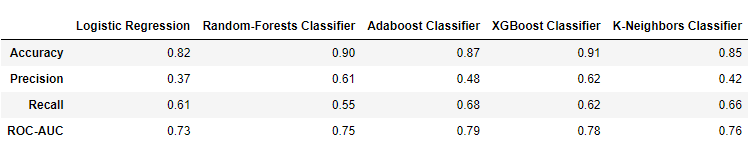 Logistic Regression Random-Forests Classifier Adaboost Classifier XGBoost Classifier K-Neighbors Classifier
Accuracy 0.82 0.90 0.87 0.91 0.85
Precision 0.37 0.61 0.48 0.62 0.42
Recall 0.61 0.55 0.68 0.62 0.66
ROC-AUC 0.73 0.75 0.79 0.78 0.76